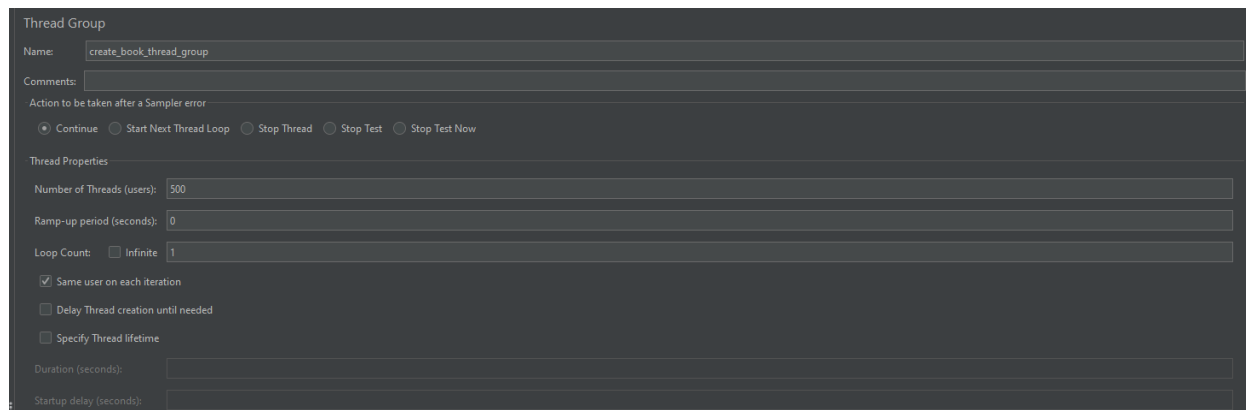 Thread Group
Name: create_book_thread_group
Comments:
Action to be taken after a Sampler error
Continue Start Next Thread Loop Stop Thread Stop Test Stop Test Now
Thread Properties
Number of Threads (users): 500
Ramp-up period (seconds): 0
Loop Count: Infinite 1
Same user on each iteration
Delay Thread creation until needed
Specify Thread lifetime
Duration (seconds):
Startup delay (seconds):